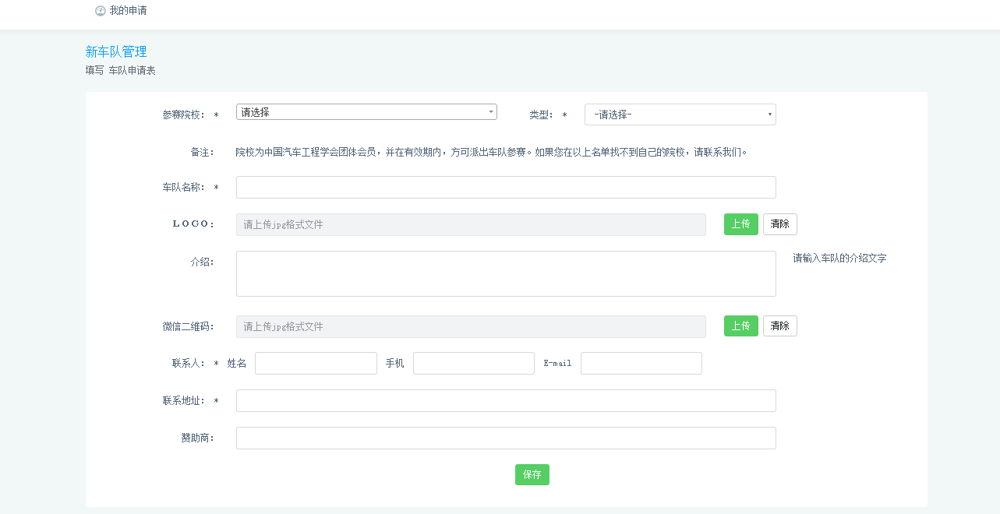 我的申请
新车队管理
填写 车队申请表
参赛院校： * 请选择 类型： * -请选择-
备注： 院校为中国汽车工程学会团体会员，并在有效期内，方可派出车队参赛。如果您在以上名单找不到自己的院校，请联系我们。
车队名称： *
LOGO： 请上传jpg格式文件 上传 清除
介绍： 请输入车队的介绍文字
微信二维码： 请上传jpg格式文件 上传 清除
联系人： * 姓名 手机 E-mail
联系地址： *
赞助商：
保存